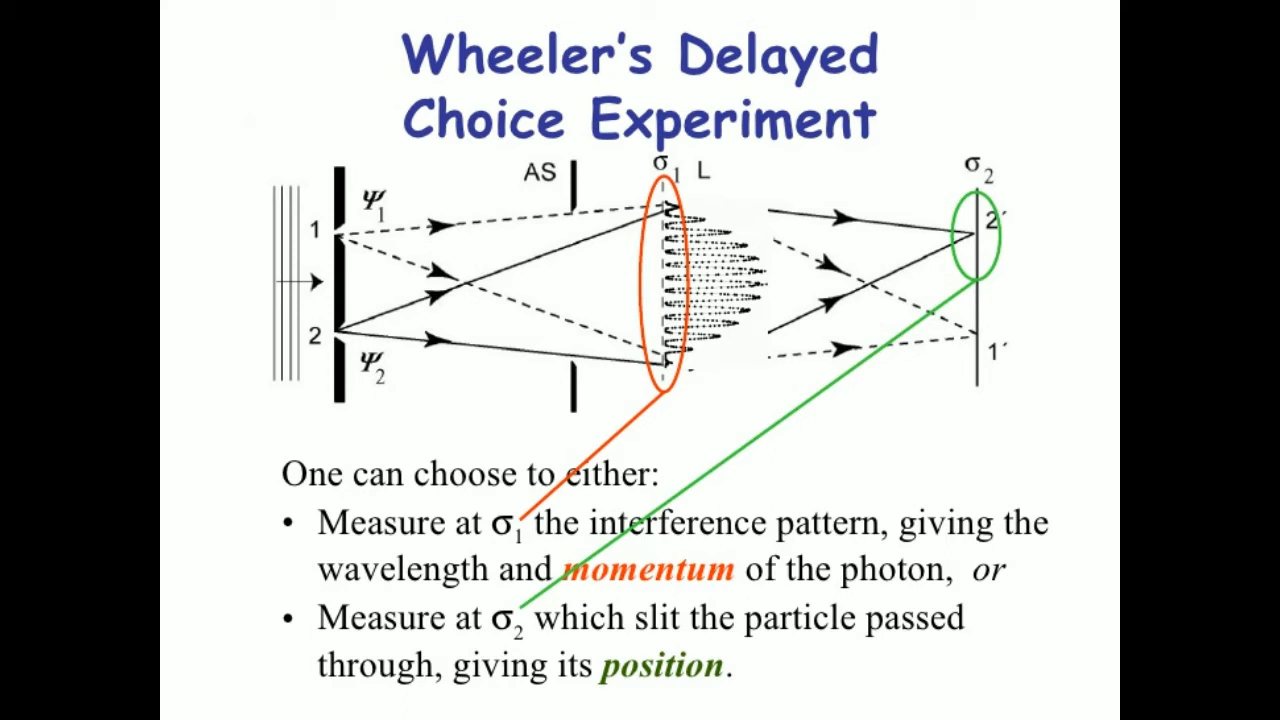 Wheeler's Delayed
Choice Experiment
AS σ1 L σ2
Ψ1
1 2´
2 1´
Ψ2
One can choose to either:
• Measure at σ1 the interference pattern, giving the
wavelength and momentum of the photon, or
• Measure at σ2 which slit the particle passed
through, giving its position.